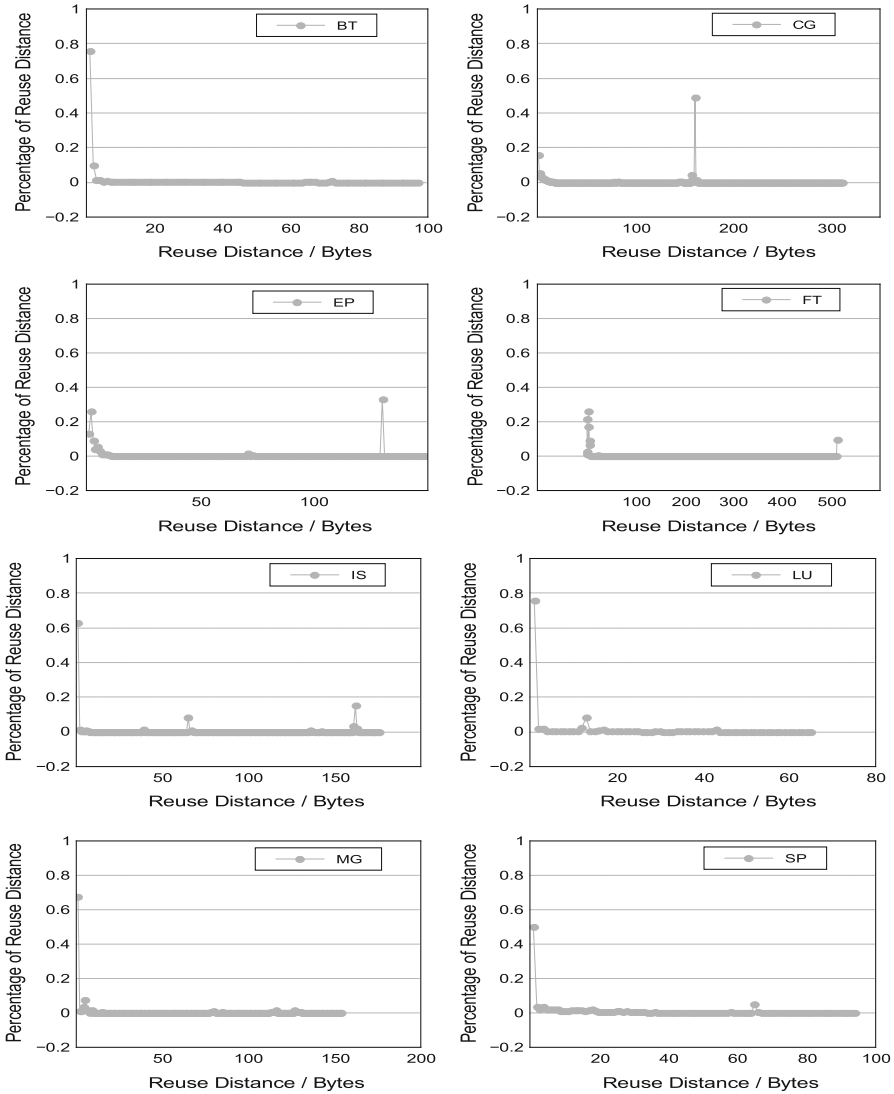 BT
1
0.8
0.6
0.4
0.2
0
−0.2
20 40 60 80 100
Percentage of Reuse Distance
Reuse Distance / Bytes
CG
1
0.8
0.6
0.4
0.2
0
−0.2
100 200 300
Percentage of Reuse Distance
Reuse Distance / Bytes
EP
1
0.8
0.6
0.4
0.2
0
−0.2
50 100
Percentage of Reuse Distance
Reuse Distance / Bytes
FT
1
0.8
0.6
0.4
0.2
0
−0.2
100 200 300 400 500
Percentage of Reuse Distance
Reuse Distance / Bytes
IS
1
0.8
0.6
0.4
0.2
0
−0.2
50 100 150
Percentage of Reuse Distance
Reuse Distance / Bytes
LU
1
0.8
0.6
0.4
0.2
0
−0.2
20 40 60 80
Percentage of Reuse Distance
Reuse Distance / Bytes
MG
1
0.8
0.6
0.4
0.2
0
−0.2
50 100 150 200
Percentage of Reuse Distance
Reuse Distance / Bytes
SP
1
0.8
0.6
0.4
0.2
0
−0.2
20 40 60 80 100
Percentage of Reuse Distance
Reuse Distance / Bytes